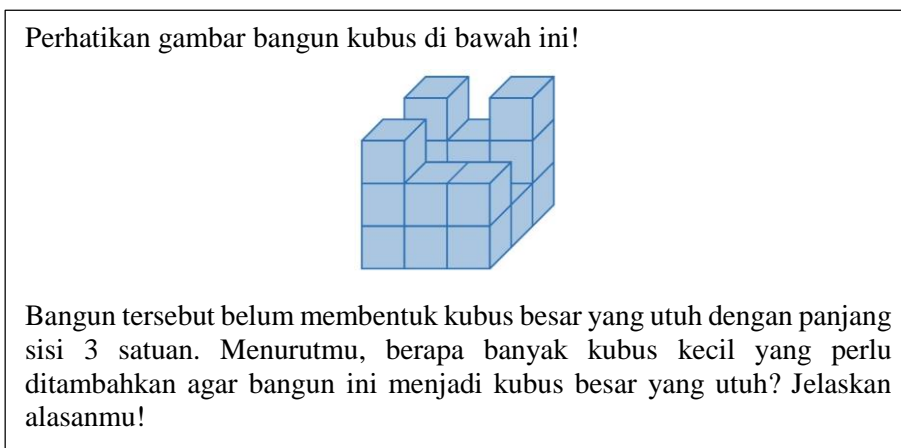 Perhatikan gambar bangun kubus di bawah ini!
Bangun tersebut belum membentuk kubus besar yang utuh dengan panjang
sisi 3 satuan. Menurutmu, berapa banyak kubus kecil yang perlu
ditambahkan agar bangun ini menjadi kubus besar yang utuh? Jelaskan
alasanmu!